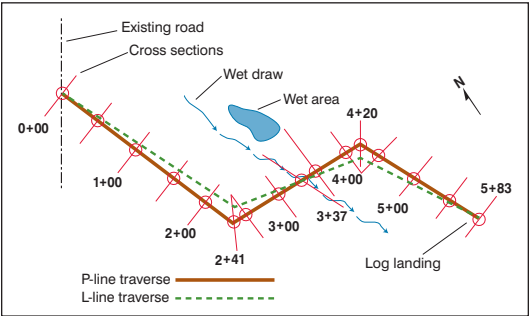 Existing road
Cross sections
Wet draw
Wet area
N
4+20
0+00
1+00
2+00
2+41
3+00
3+37
4+00
5+00
5+83
Log landing
P-line traverse
L-line traverse